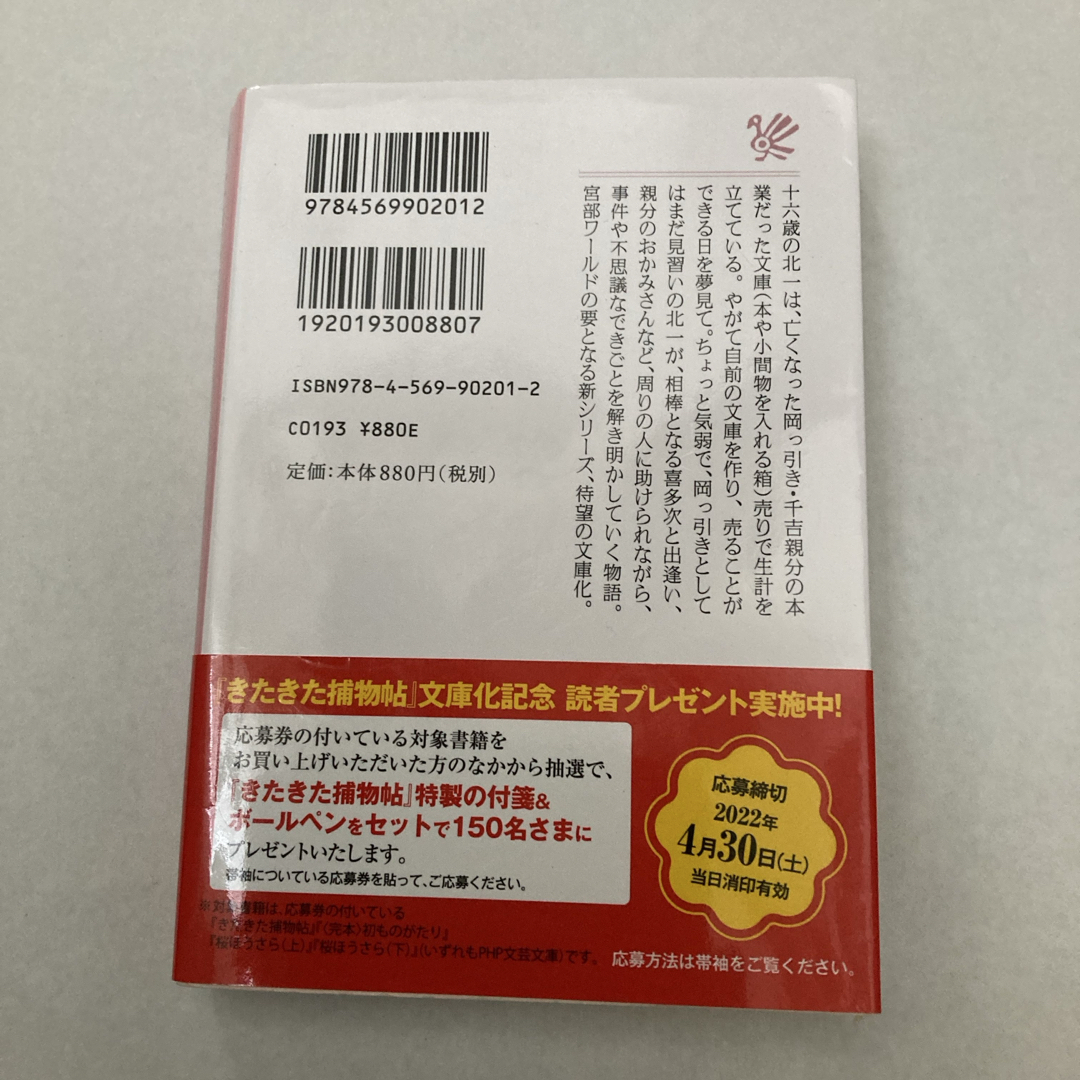 9784569902012
1920193008807
ISBN978-4-569-90201-2
C0193 ¥880E
定価:本体880円(税別)
十六歳の北一は、亡くなった岡っ引き・千吉親分の本
業だった文庫(本や小間物を入れる箱)売りで生計を
立てている。やがて自前の文庫を作り、売ることが
できる日を夢見て。ちょっと気弱で、岡っ引きとして
はまだ見習いの北一が、相棒となる喜多次と出逢い、
親分のおかみさんなど、周りの人に助けられながら、
事件や不思議なできごとを解き明かしていく物語。
宮部ワールドの要となる新シリーズ、待望の文庫化。
『きたきた捕物帖』文庫化記念 読者プレゼント実施中!
応募券の付いている対象書籍を
お買い上げいただいた方のなかから抽選で、
『きたきた捕物帖』特製の付箋&
ボールペンをセットで150名さまに
プレゼントいたします。
帯袖についている応募券を貼って、ご応募ください。
応募締切
2022年
4月30日(土)
当日消印有効
※対象書籍は、応募券の付いている
『きたきた捕物帖』『〈完本〉初ものがたり』
『桜ほうさら(上)』『桜ほうさら(下)』(いずれもPHP文芸文庫)です。
応募方法は帯袖をご覧ください。